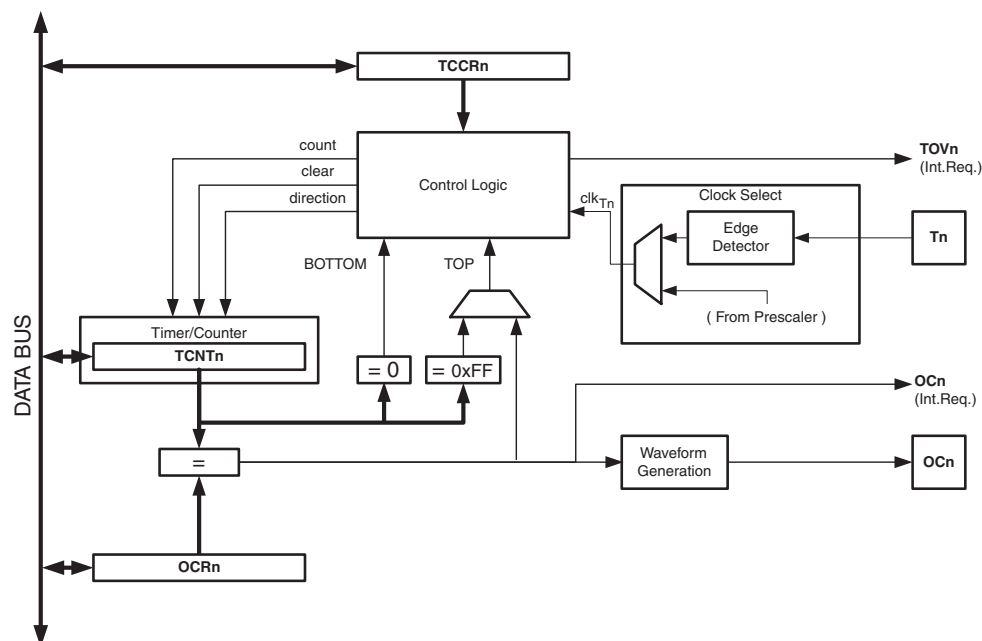 TCCRn
count
clear
direction
Control Logic
TOVn
(Int.Req.)
clkTn
Clock Select
Edge
Detector
Tn
( From Prescaler )
BOTTOM
TOP
DATA BUS
Timer/Counter
TCNTn
= 0
= 0xFF
OCn
(Int.Req.)
=
Waveform
Generation
OCn
OCRn